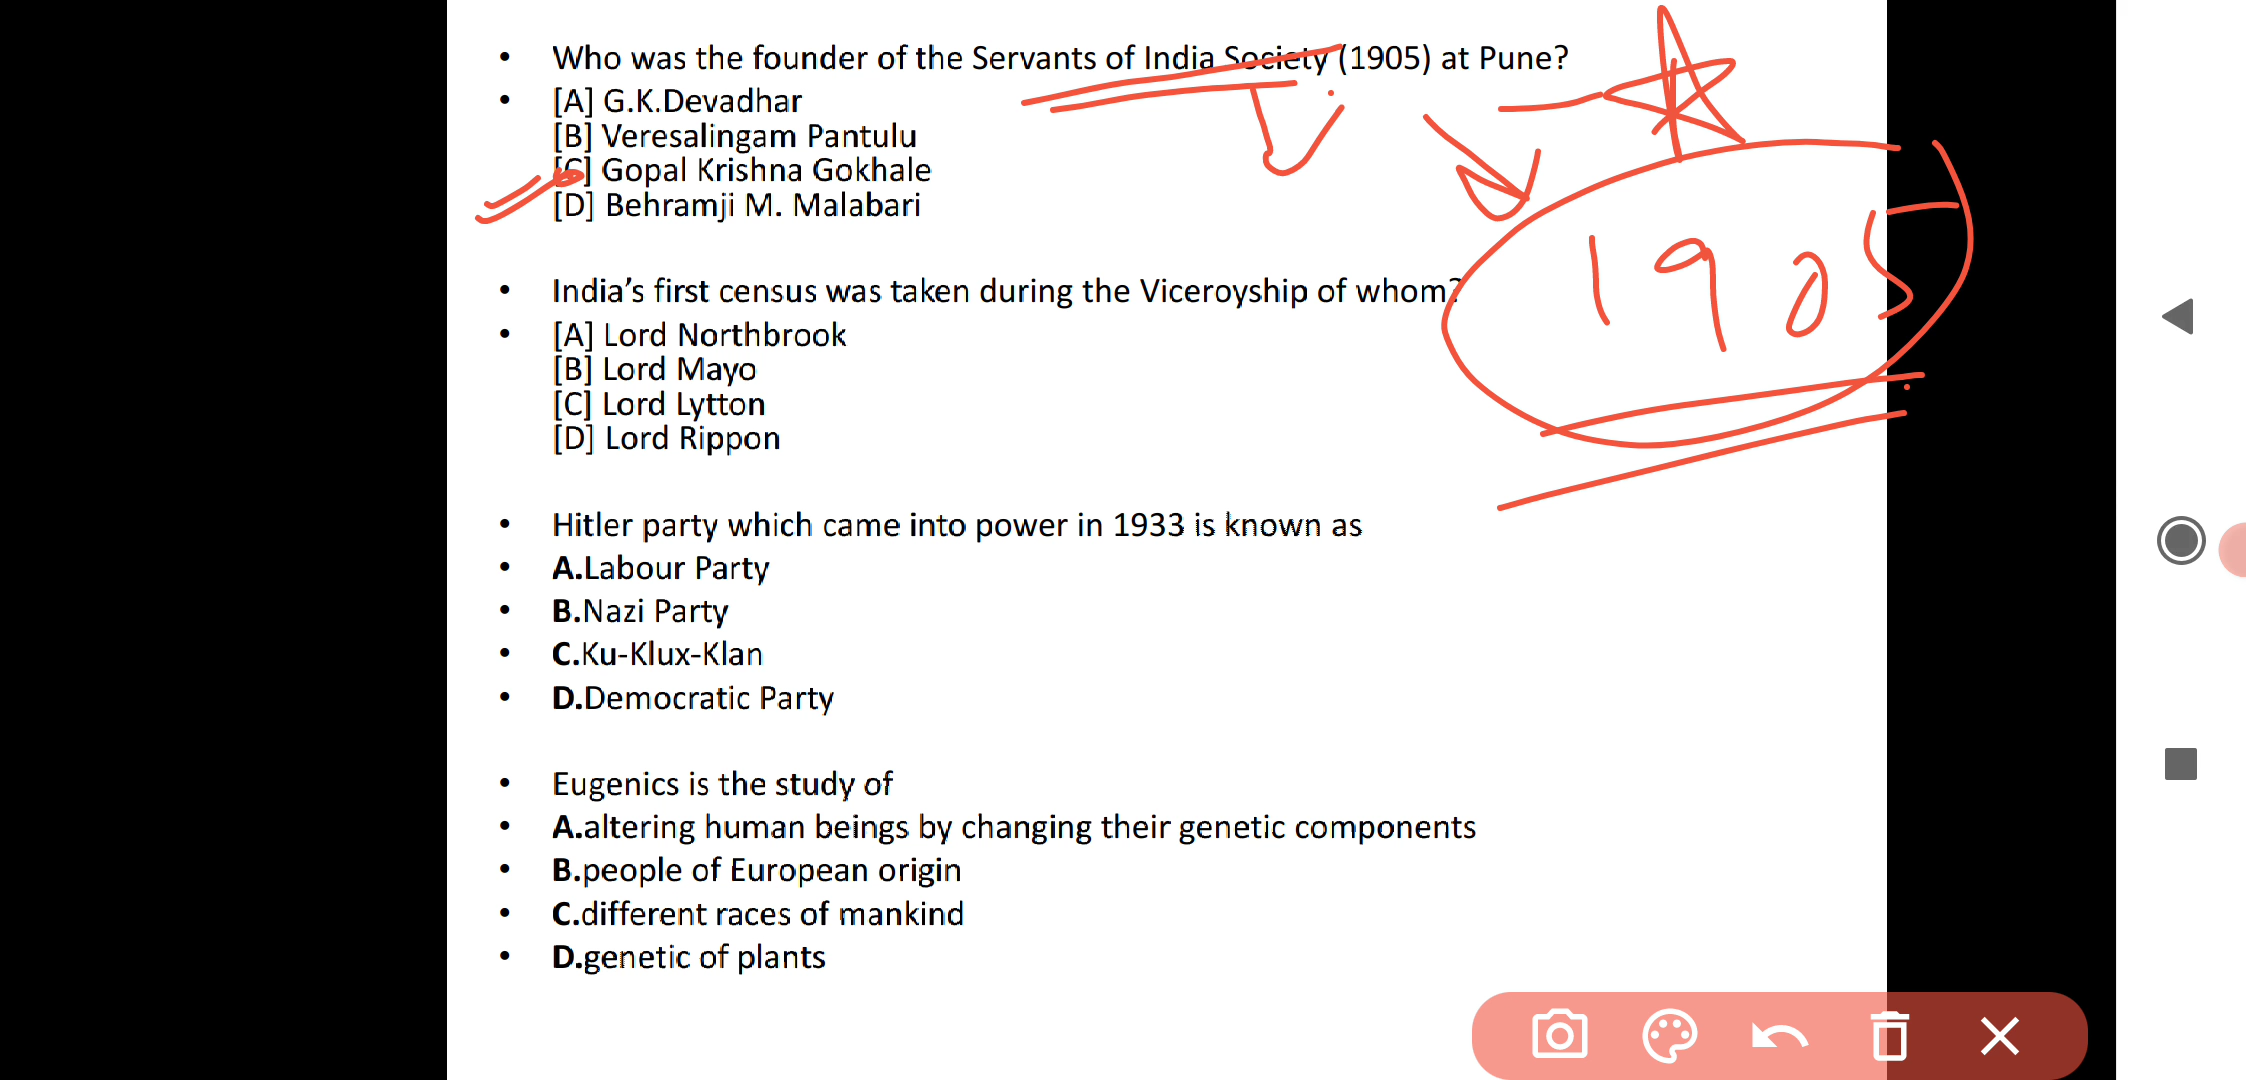 • Who was the founder of the Servants of India Society (1905) at Pune?
• [A] G.K.Devadhar
[B] Veresalingam Pantulu
[C] Gopal Krishna Gokhale
[D] Behramji M. Malabari
1905
• India’s first census was taken during the Viceroyship of whom?
• [A] Lord Northbrook
[B] Lord Mayo
[C] Lord Lytton
[D] Lord Rippon
• Hitler party which came into power in 1933 is known as
• A.Labour Party
• B.Nazi Party
• C.Ku-Klux-Klan
• D.Democratic Party
• Eugenics is the study of
• A.altering human beings by changing their genetic components
• B.people of European origin
• C.different races of mankind
• D.genetic of plants